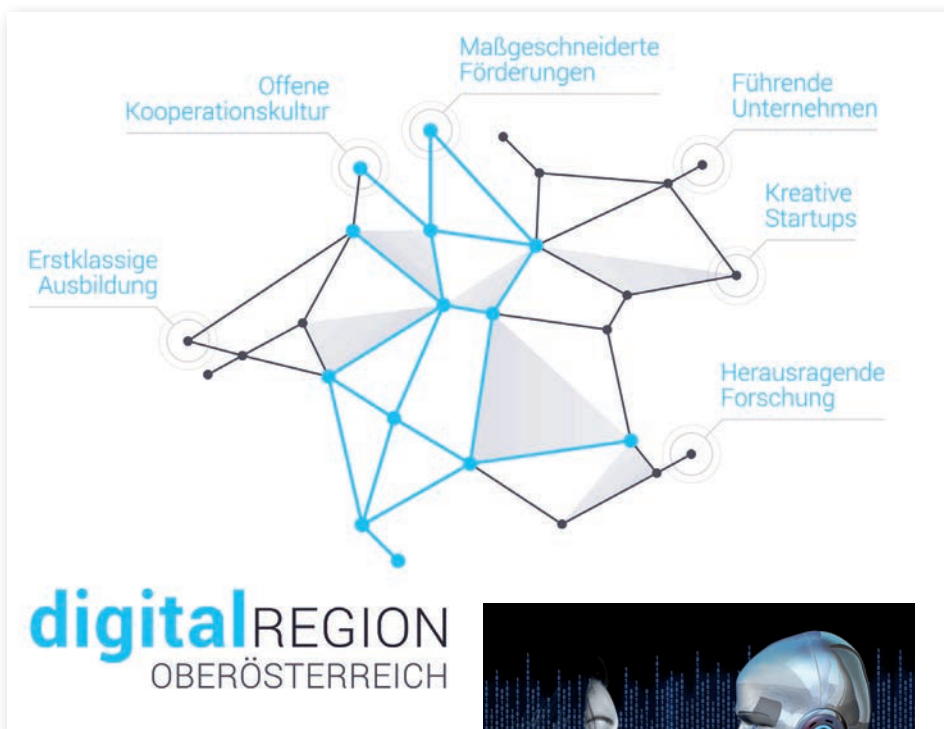 Maßgeschneiderte
Förderungen
Offene
Kooperationskultur
Führende
Unternehmen
Kreative
Startups
Erstklassige
Ausbildung
Herausragende
Forschung
digitalREGION
OBERÖSTERREICH